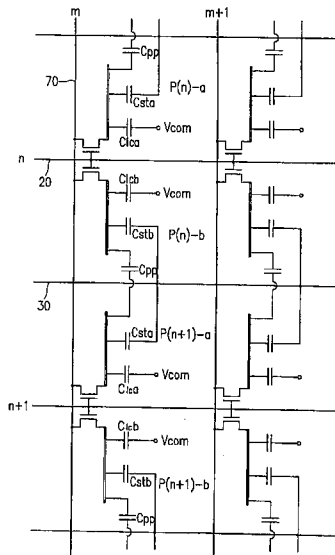 m m+1
70
Cpp
P(n)-a
Csta
Clca Vcom
n
20
Clcb Vcom
Cstb P(n)-b
Cpp
30
Csta P(n+1)-a
Clca Vcom
n+1
Clcb Vcom
Cstb P(n+1)-b
Cpp